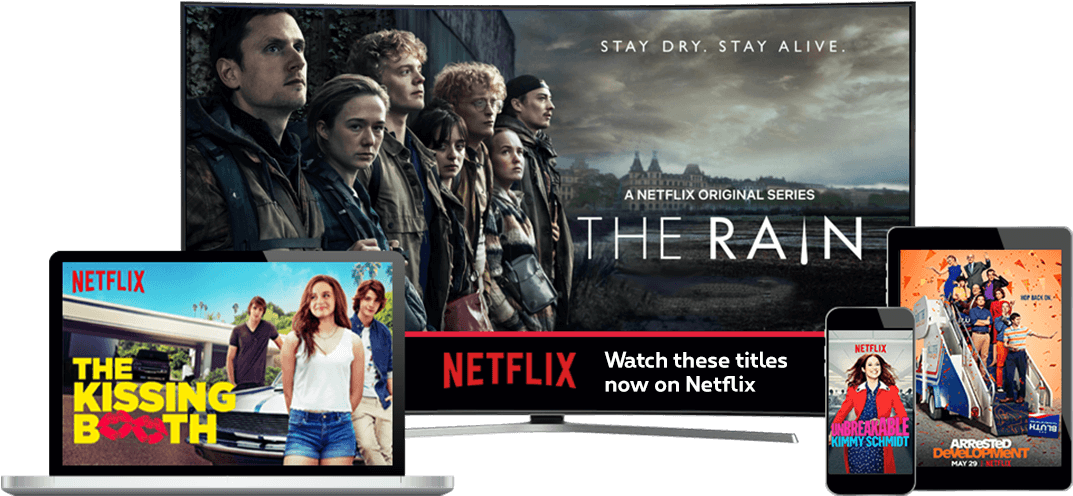 STAY DRY. STAY ALIVE.
A NETFLIX ORIGINAL SERIES
THE RAIN
NETFLIX
Watch these titles
now on Netflix
NETFLIX
THE
KISSING
BOOTH
NETFLIX
UNBREAKABLE
KIMMY SCHMIDT
HOP BACK ON.
BLUTH
ARRESTED
DEVELOPMENT
MAY 29 | NETFLIX